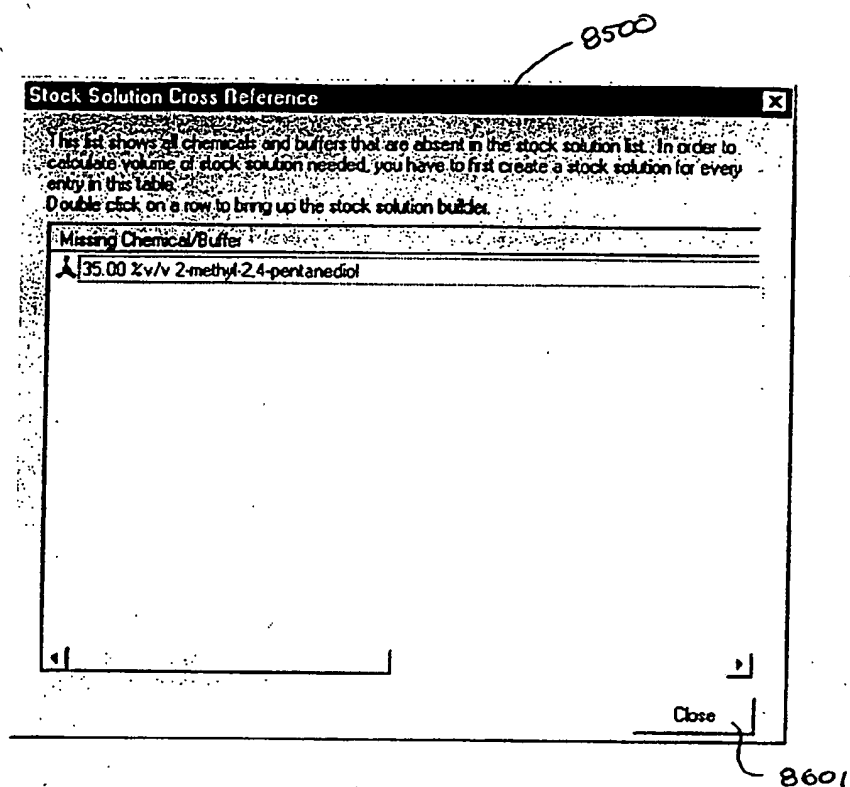 8500
Stock Solution Cross Reference
This list shows all chemicals and buffers that are absent in the stock solution list. In order to
calculate volume of stock solution needed, you have to first create a stock solution for every
entry in this table.
Double click on a row to bring up the stock solution builder.
Missing Chemical/Buffer
35.00 %v/v 2-methyl-2,4-pentanediol
Close
8601